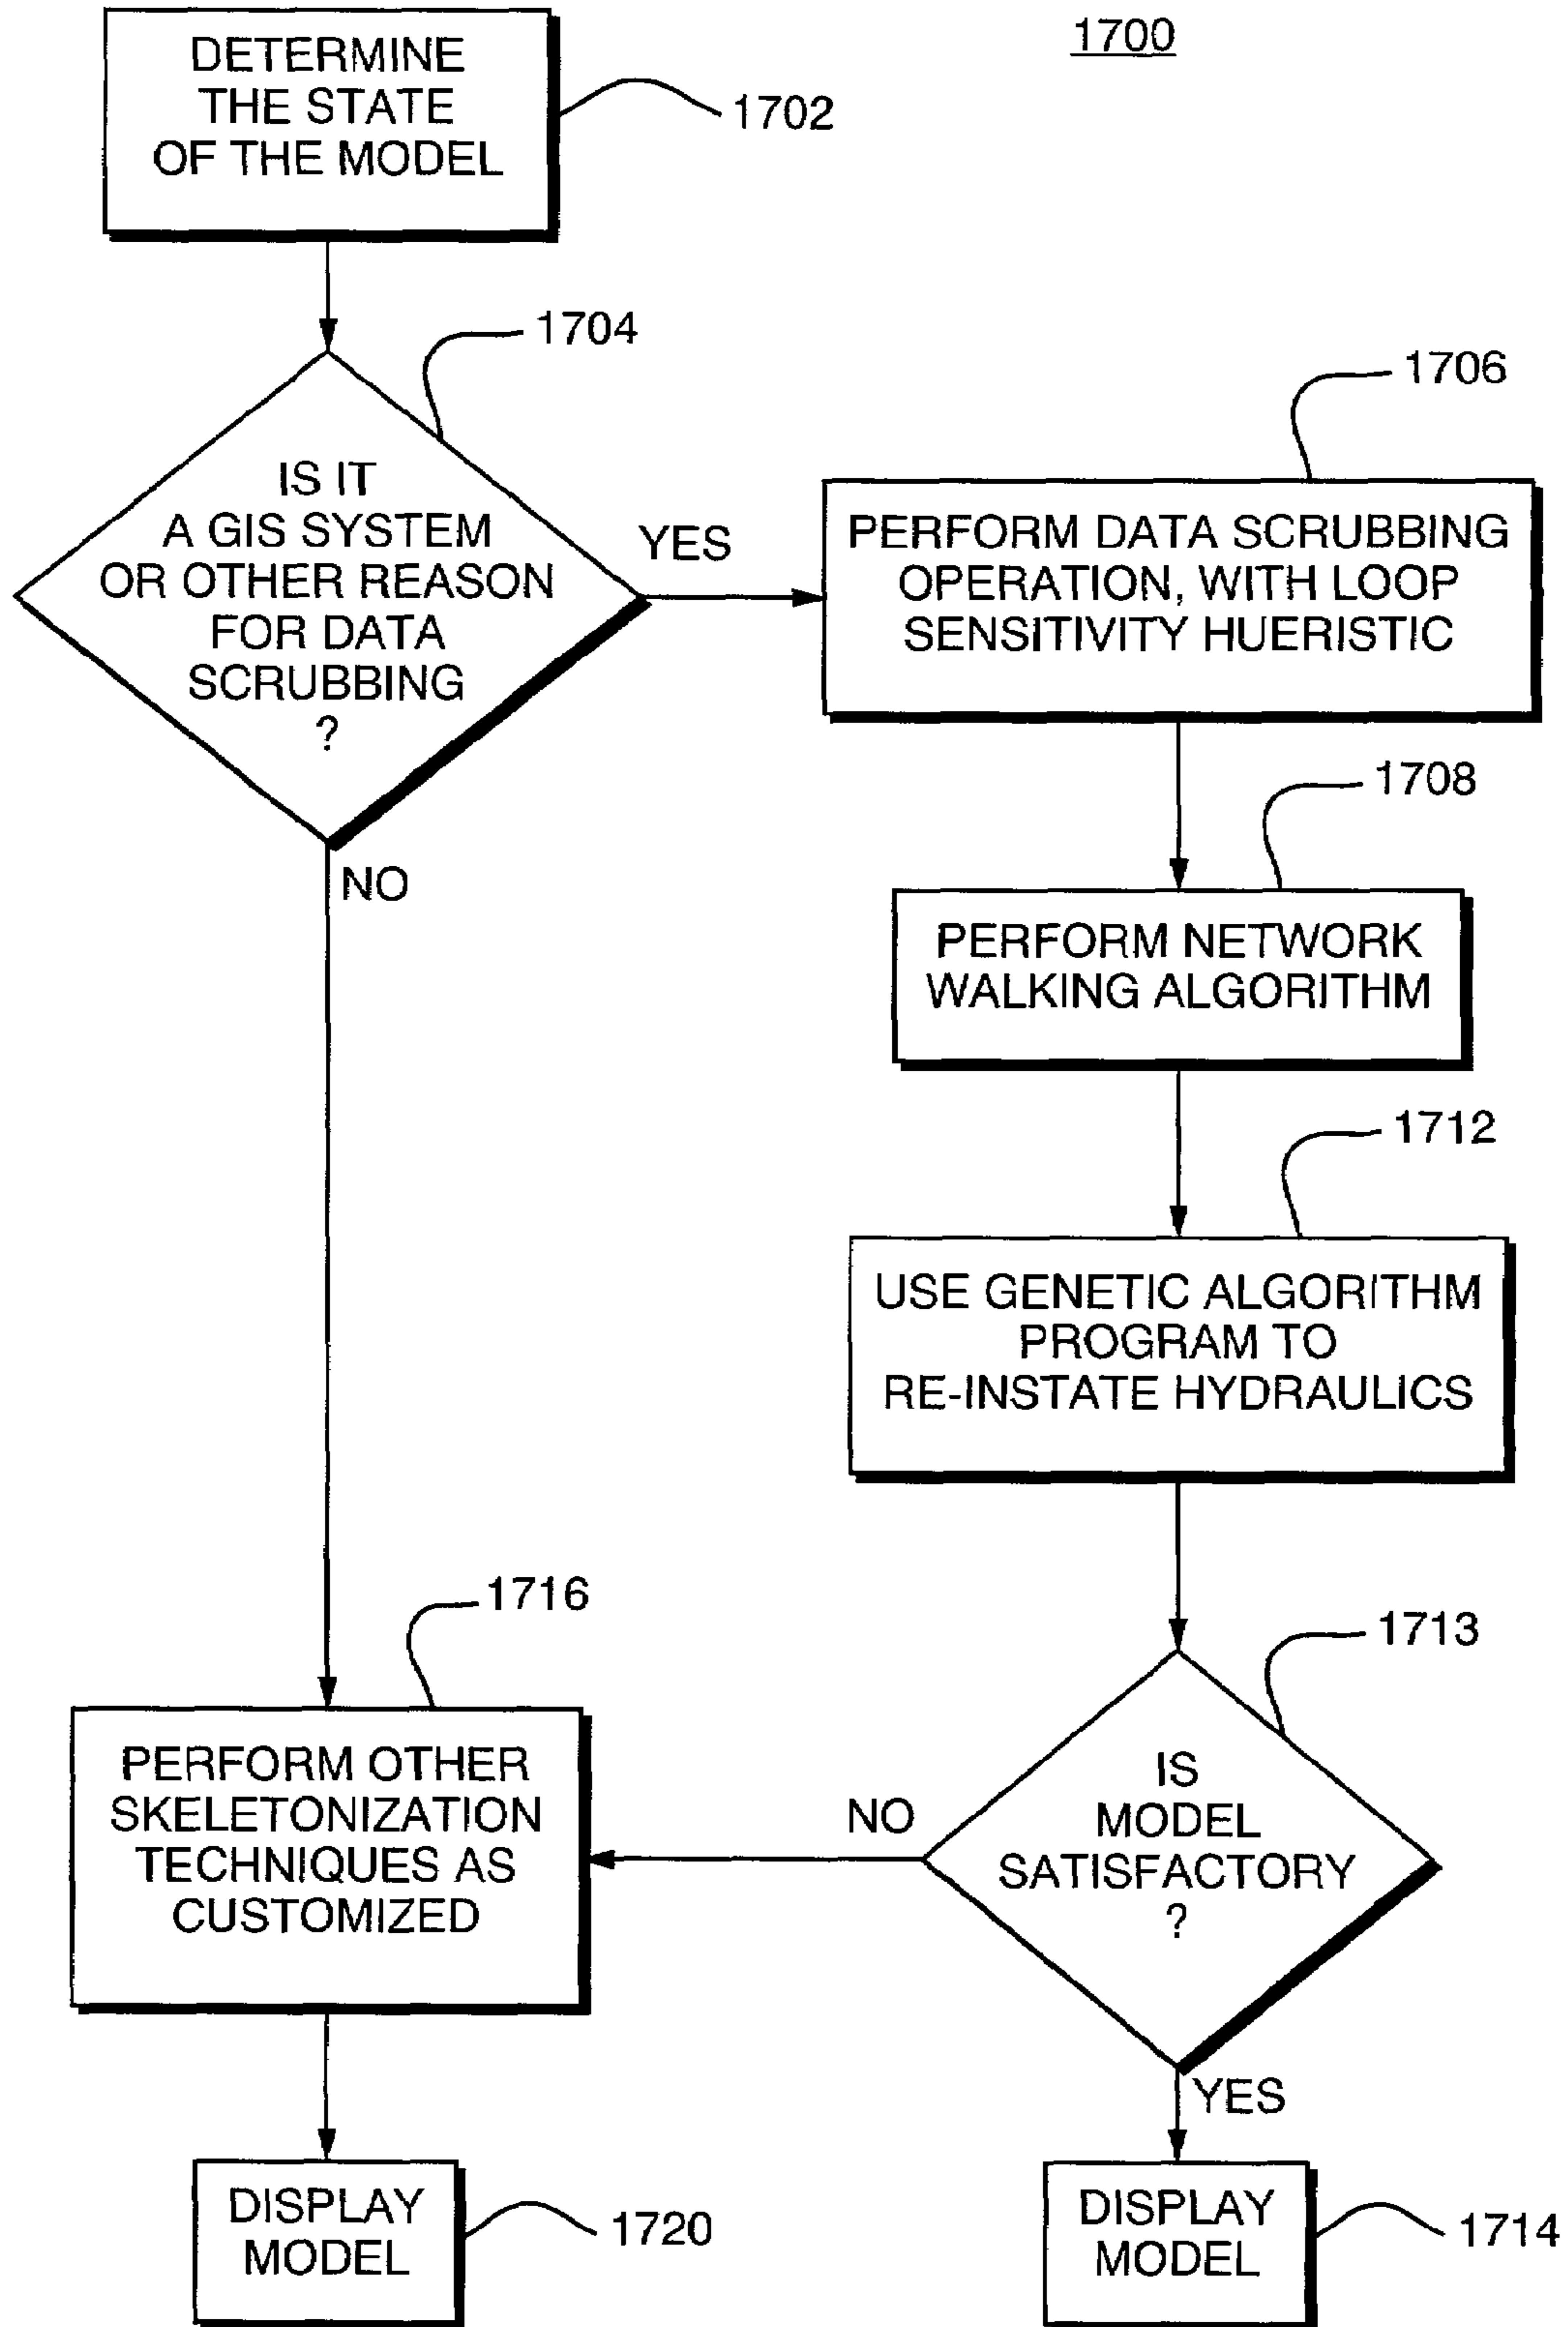 1700
DETERMINE
THE STATE
OF THE MODEL
1702
1704
IS IT
A GIS SYSTEM
OR OTHER REASON
FOR DATA
SCRUBBING
?
YES
NO
1706
PERFORM DATA SCRUBBING
OPERATION, WITH LOOP
SENSITIVITY HUERISTIC
1708
PERFORM NETWORK
WALKING ALGORITHM
1712
USE GENETIC ALGORITHM
PROGRAM TO
RE-INSTATE HYDRAULICS
1713
IS
MODEL
SATISFACTORY
?
NO
YES
1716
PERFORM OTHER
SKELETONIZATION
TECHNIQUES AS
CUSTOMIZED
DISPLAY
MODEL
1720
DISPLAY
MODEL
1714